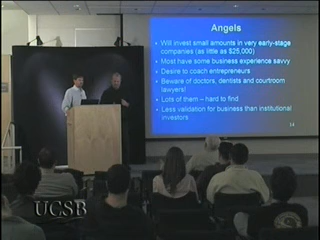 Angels
Will invest small amounts in very early-stage
companies (as little as $25,000)
Most have some business experience savvy
Desire to coach entrepreneurs
Beware of doctors, dentists and courtroom
lawyers!
Lots of them – hard to find
Less validation for business than institutional
investors
14
UCSB